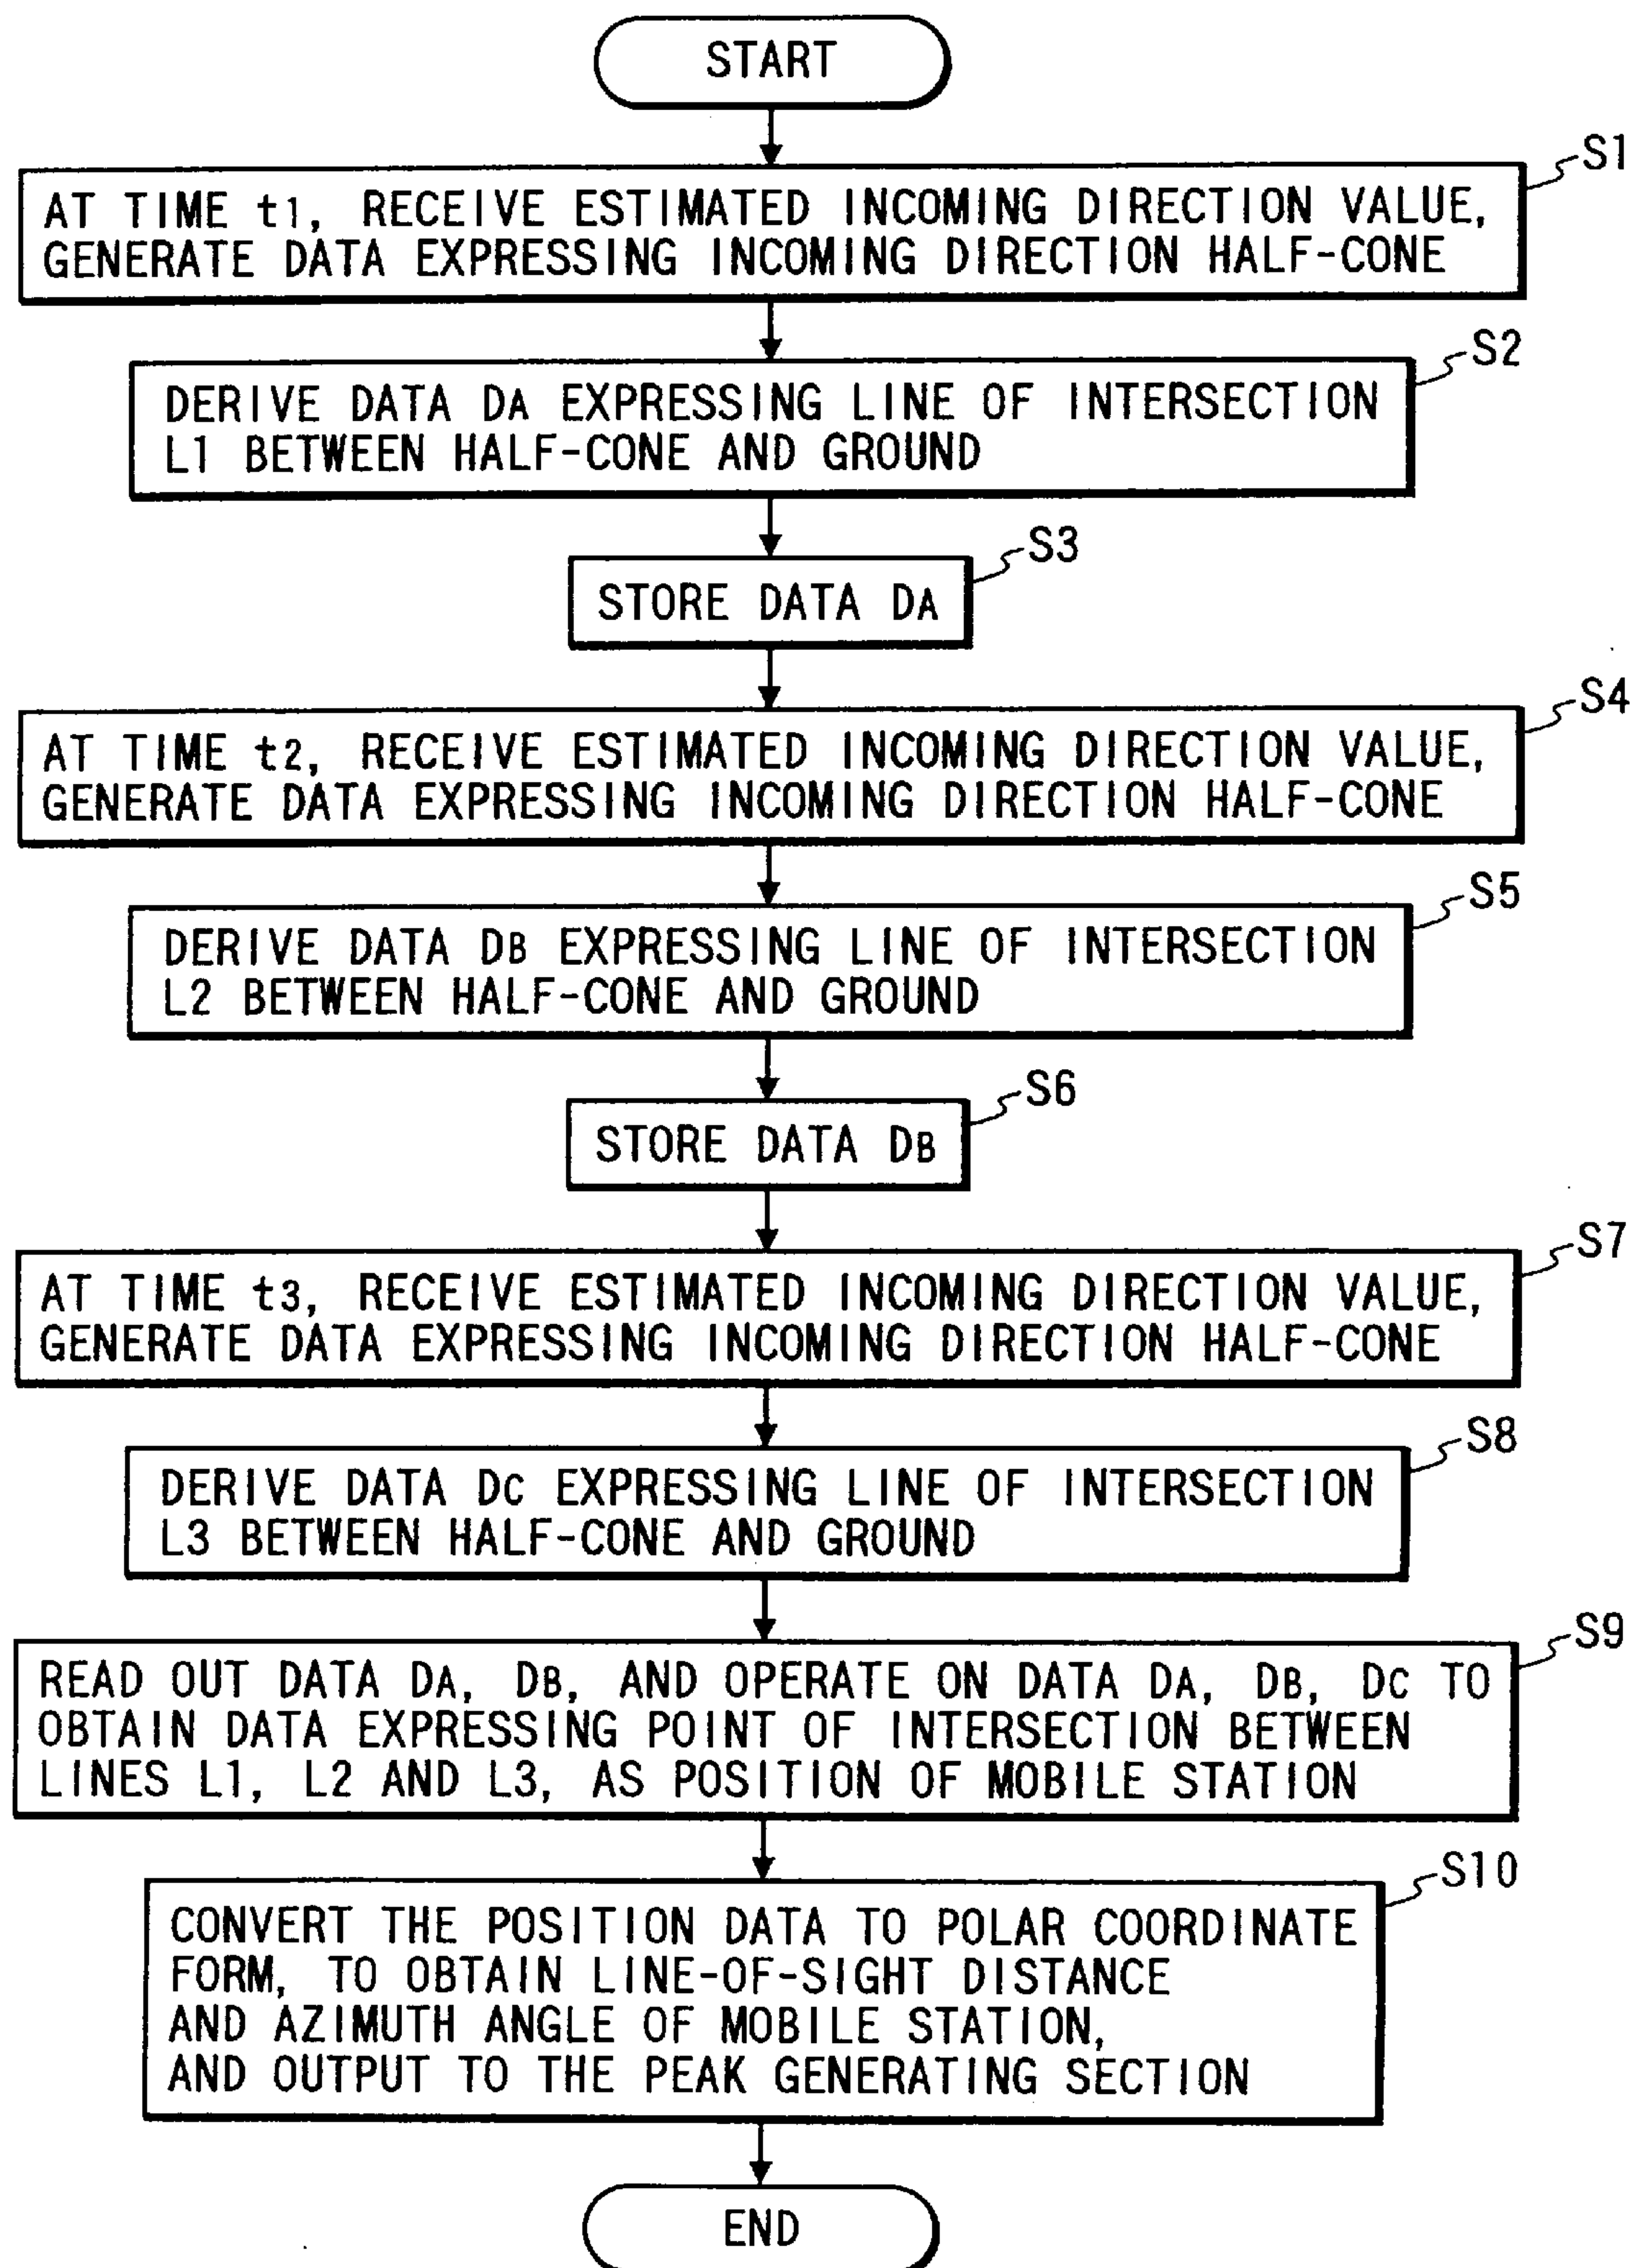 START
S1
AT TIME t1, RECEIVE ESTIMATED INCOMING DIRECTION VALUE,
GENERATE DATA EXPRESSING INCOMING DIRECTION HALF-CONE
S2
DERIVE DATA DA EXPRESSING LINE OF INTERSECTION
L1 BETWEEN HALF-CONE AND GROUND
S3
STORE DATA DA
S4
AT TIME t2, RECEIVE ESTIMATED INCOMING DIRECTION VALUE,
GENERATE DATA EXPRESSING INCOMING DIRECTION HALF-CONE
S5
DERIVE DATA DB EXPRESSING LINE OF INTERSECTION
L2 BETWEEN HALF-CONE AND GROUND
S6
STORE DATA DB
S7
AT TIME t3, RECEIVE ESTIMATED INCOMING DIRECTION VALUE,
GENERATE DATA EXPRESSING INCOMING DIRECTION HALF-CONE
S8
DERIVE DATA DC EXPRESSING LINE OF INTERSECTION
L3 BETWEEN HALF-CONE AND GROUND
S9
READ OUT DATA DA, DB, AND OPERATE ON DATA DA, DB, DC TO
OBTAIN DATA EXPRESSING POINT OF INTERSECTION BETWEEN
LINES L1, L2 AND L3, AS POSITION OF MOBILE STATION
S10
CONVERT THE POSITION DATA TO POLAR COORDINATE
FORM, TO OBTAIN LINE-OF-SIGHT DISTANCE
AND AZIMUTH ANGLE OF MOBILE STATION,
AND OUTPUT TO THE PEAK GENERATING SECTION
END